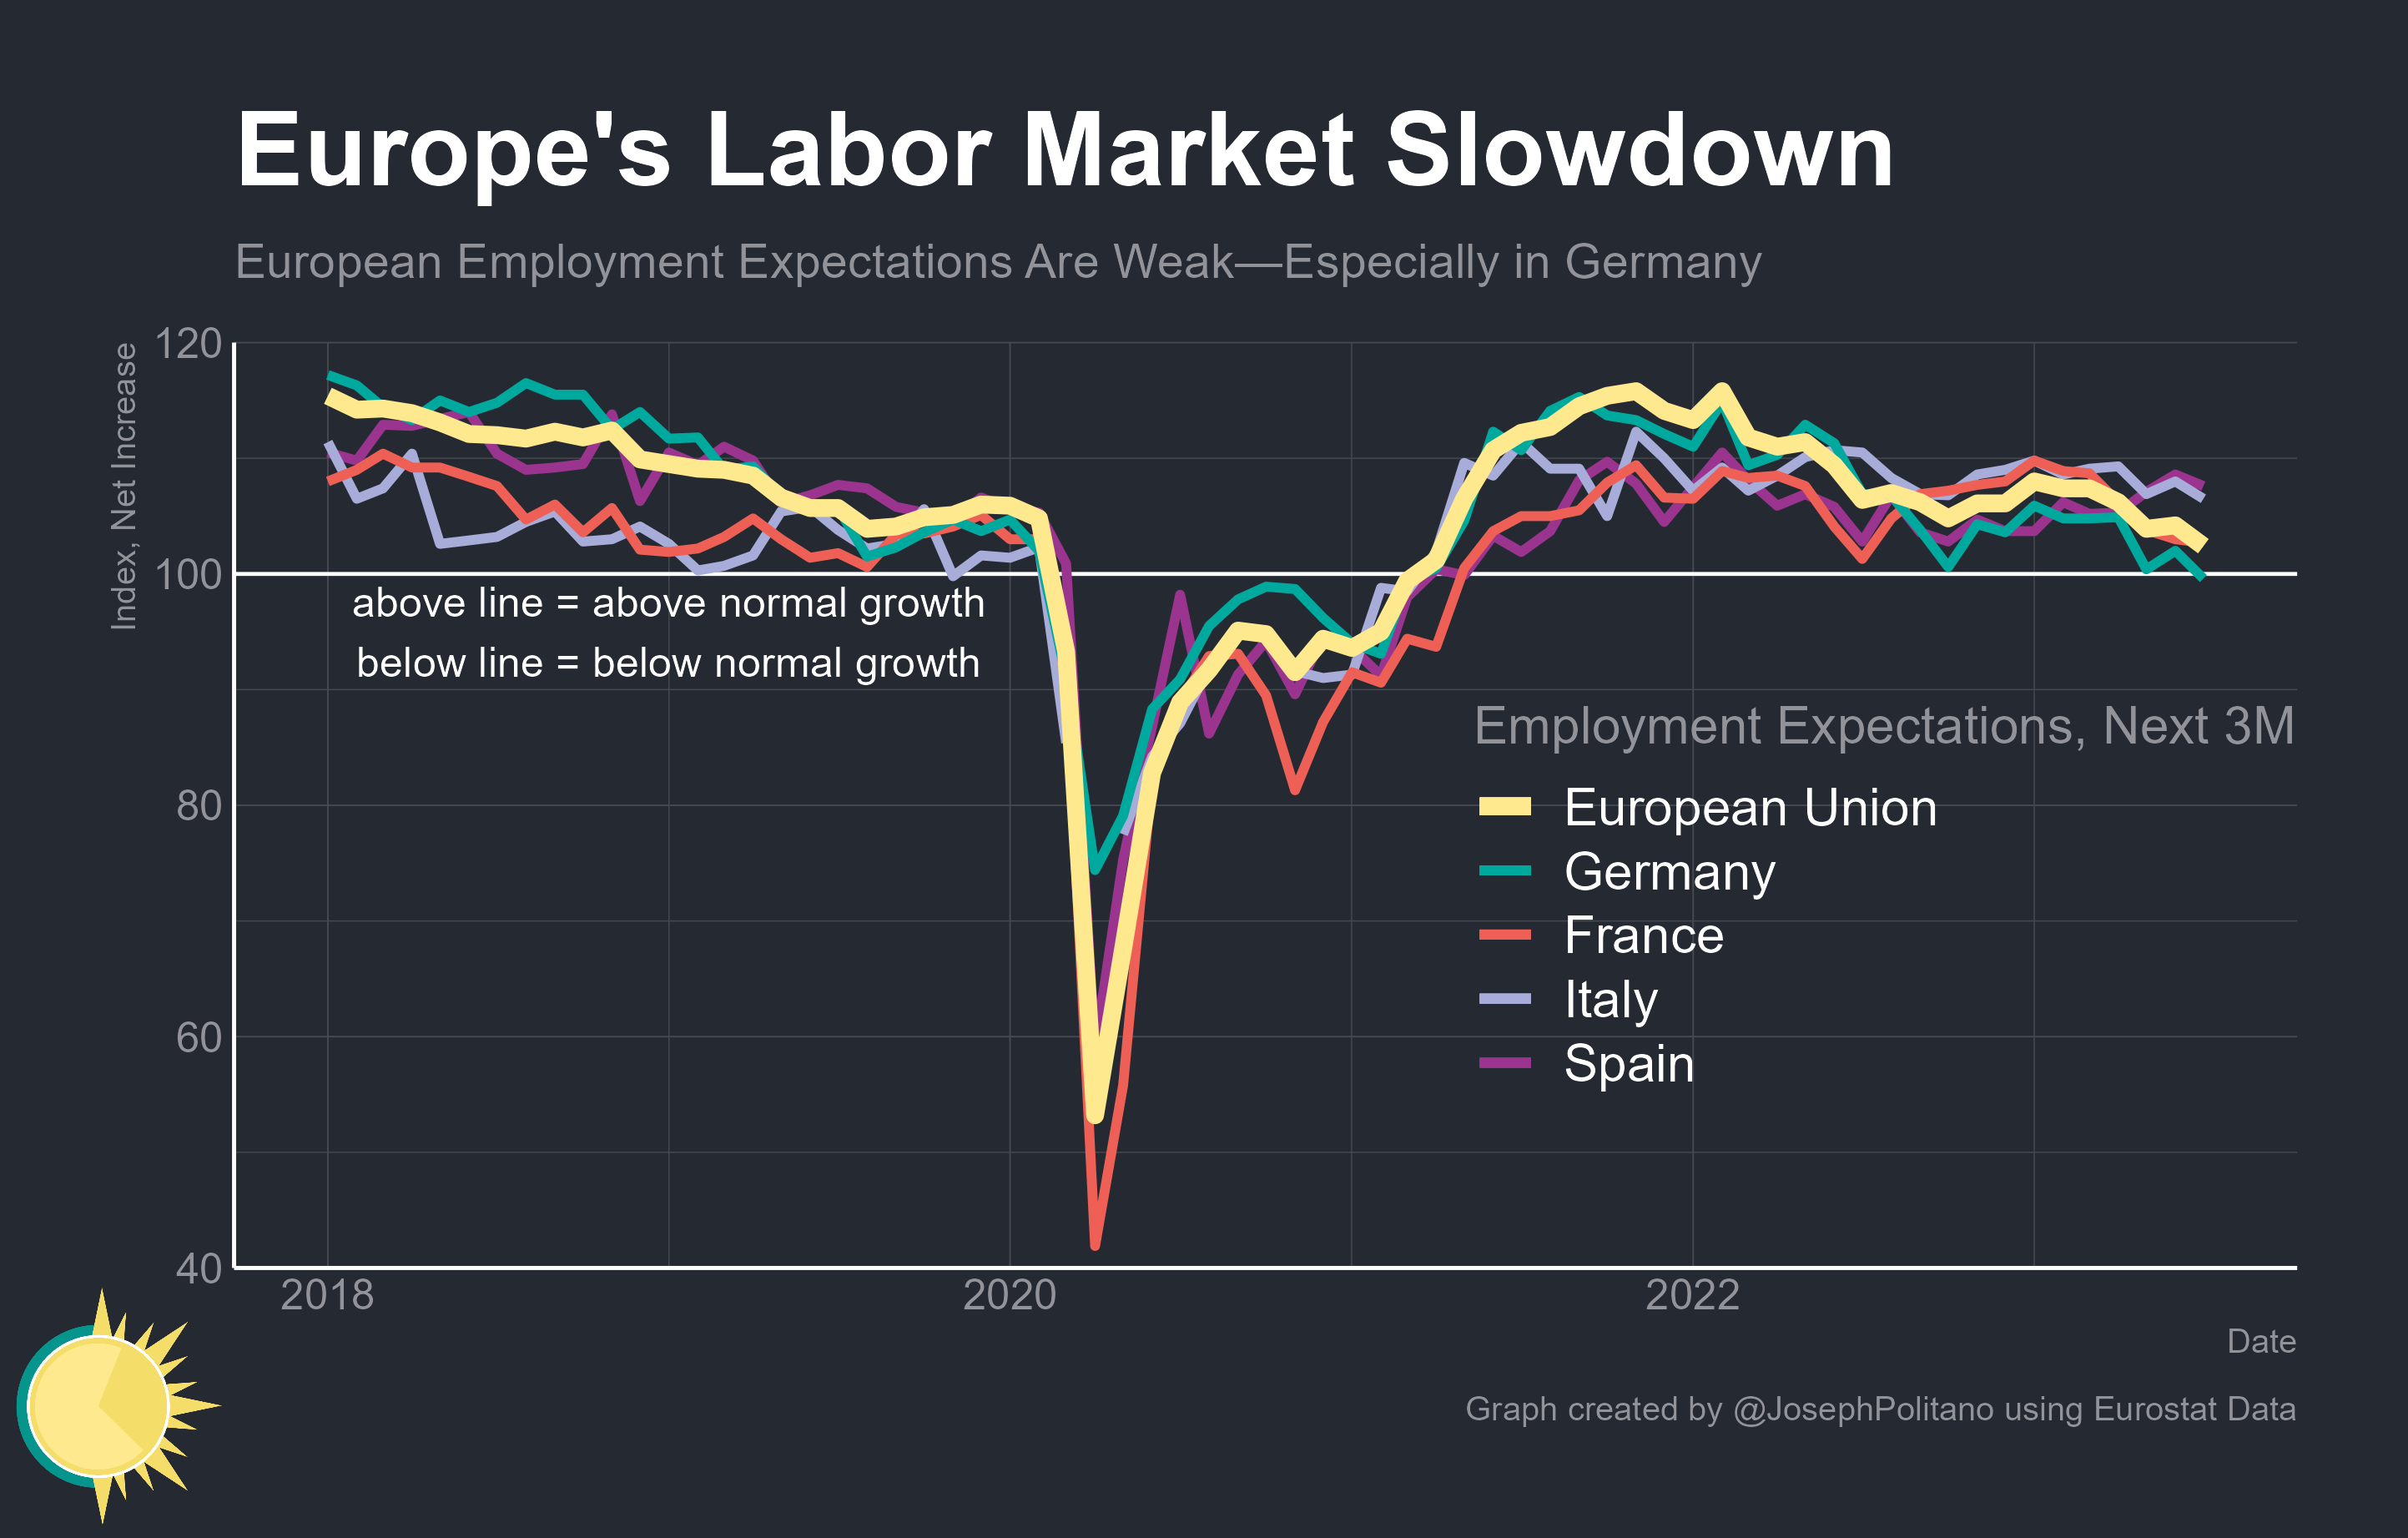 Europe's Labor Market Slowdown
European Employment Expectations Are Weak—Especially in Germany
Index, Net Increase
120
100
80
60
40
above line = above normal growth
below line = below normal growth
Employment Expectations, Next 3M
European Union
Germany
France
Italy
Spain
2018 2020 2022
Date
Graph created by @JosephPolitano using Eurostat Data